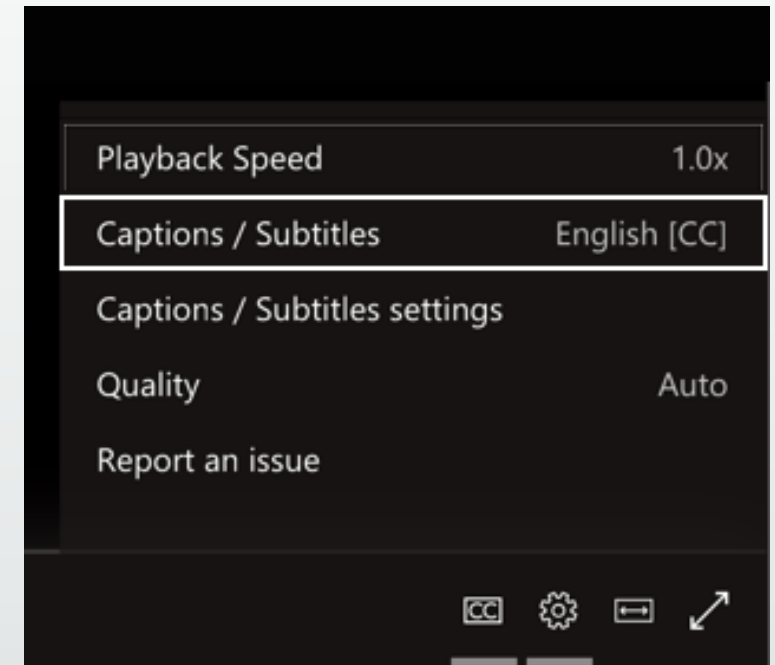 Playback Speed 1.0x
Captions / Subtitles English [CC]
Captions / Subtitles settings
Quality Auto
Report an issue
CC